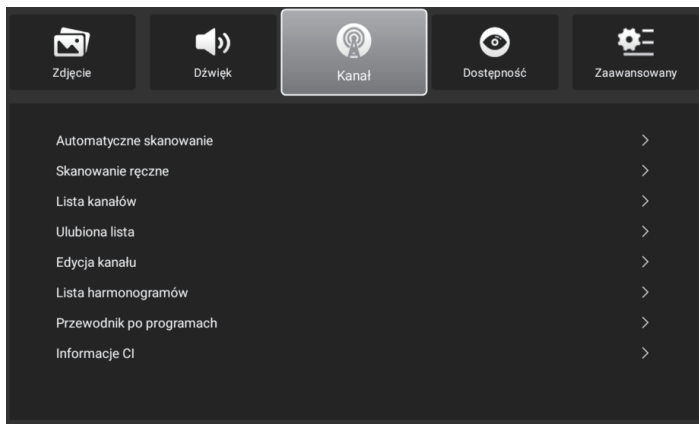 Zdjęcie
Dźwięk
Kanał
Dostępność
Zaawansowany
Automatyczne skanowanie
Skanowanie ręczne
Lista kanałów
Ulubiona lista
Edycja kanału
Lista harmonogramów
Przewodnik po programach
Informacje CI